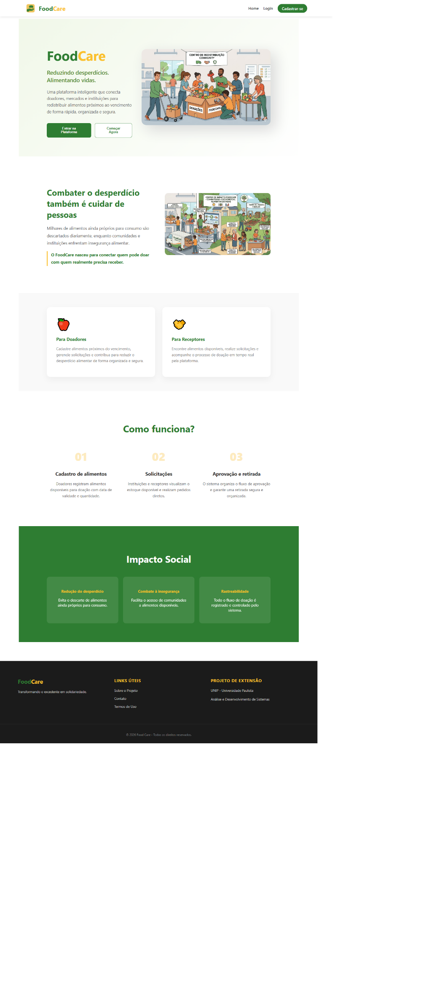 FoodCare
Home
Login
Cadastrar-se
FoodCare
Reduzindo desperdícios.
Alimentando vidas.
Uma plataforma inteligente que conecta
doadores, mercados e instituições para
redistribuir alimentos próximos ao vencimento
de forma rápida, organizada e segura.
Entrar na
Plataforma
Começar
Agora
CENTRO DE REDISTRIBUIÇÃO
COMMUNITY
DONAÇÕES
FOODCARE
Combater o desperdício
também é cuidar de
pessoas
Milhares de alimentos ainda próprios para consumo são
descartados diariamente, enquanto comunidades e
instituições enfrentam insegurança alimentar.
O FoodCare nasceu para conectar quem pode doar
com quem realmente precisa receber.
CENTRO DE IMPACTO FOODCARE
- COMBATENDO O DESPERDÍCIO,
ALIMENTANDO VIDAS
Jardim de Impacto
FoodCare
FoodCare
Para Doadores
Cadastre alimentos próximos do vencimento,
gerencie solicitações e contribua para reduzir o
desperdício alimentar de forma organizada e segura.
Para Receptores
Encontre alimentos disponíveis, realize solicitações e
acompanhe o processo de doação em tempo real
pela plataforma.
Como funciona?
01
Cadastro de alimentos
Doadores registram alimentos
disponíveis para doação com data de
validade e quantidade.
02
Solicitações
Instituições e receptores visualizam o
estoque disponível e realizam pedidos
diretos.
03
Aprovação e retirada
O sistema organiza o fluxo de aprovação
e garante uma retirada segura e
organizada.
Impacto Social
Redução do desperdício
Evita o descarte de alimentos
ainda próprios para consumo.
Combate à insegurança
Facilita o acesso de comunidades
a alimentos disponíveis.
Rastreabilidade
Todo o fluxo de doação é
registrado e controlado pelo
sistema.
FoodCare
Transformando o excedente em solidariedade.
LINKS ÚTEIS
Sobre o Projeto
Contato
Termos de Uso
PROJETO DE EXTENSÃO
UNIP - Universidade Paulista
Análise e Desenvolvimento de Sistemas
© 2026 Food Care - Todos os direitos reservados.